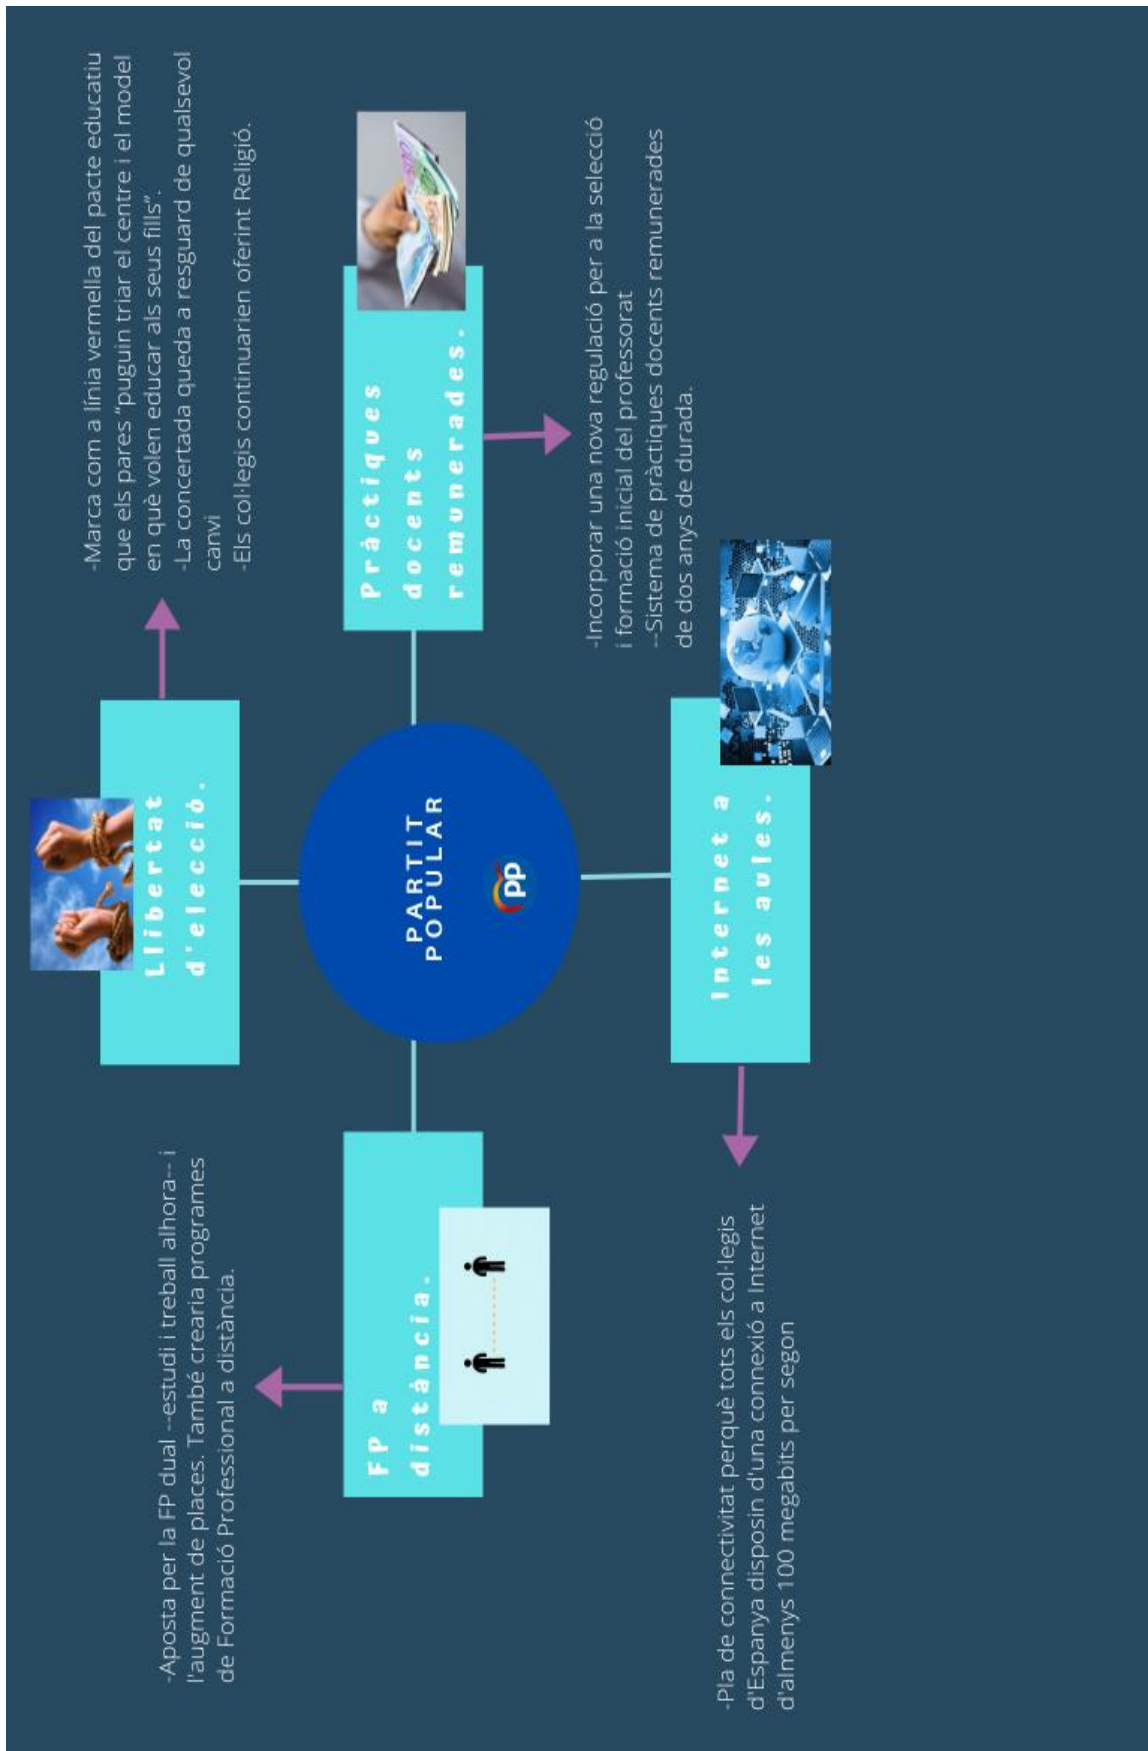 -Marca com a línia vermella del pacte educatiu
que els pares “puguin triar el centre i el model
en què volen educar als seus fills”.
-La concertada queda a resguard de qualsevol
canvi
-Els col·legis continuarien oferint Religió.
Llibertat
d'elecció.
-Aposta per la FP dual --estudi i treball alhora-- i
l'augment de places. També crearia programes
de Formació Professional a distància.
FP a
distància.
PARTIT
POPULAR
pp
Pràctiques
docents
remunerades.
-Incorporar una nova regulació per a la selecció
i formació inicial del professorat
--Sistema de pràctiques docents remunerades
de dos anys de durada.
Internet a
les aules.
-Pla de connectivitat perquè tots els col·legis
d'Espanya disposin d'una connexió a Internet
d'almenys 100 megabits per segon